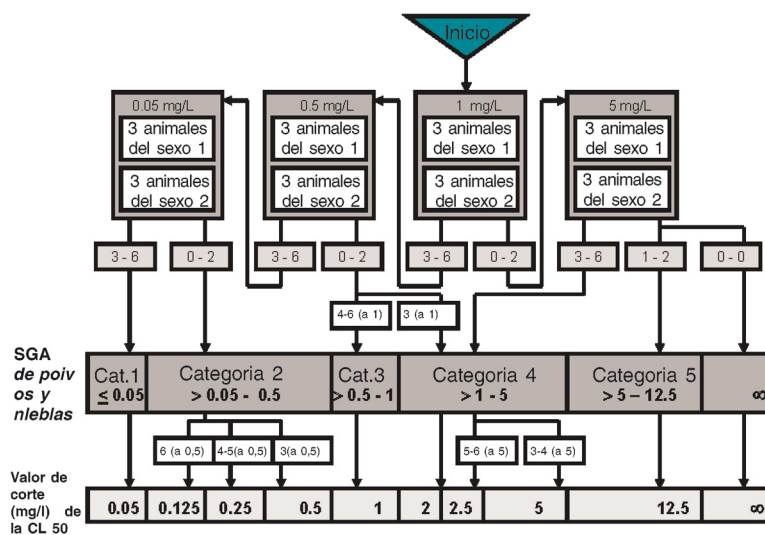 Inicio
0.05 mg/L
0.5 mg/L
1 mg/L
5 mg/L
3 animales
del sexo 1
3 animales
del sexo 1
3 animales
del sexo 1
3 animales
del sexo 1
3 animales
del sexo 2
3 animales
del sexo 2
3 animales
del sexo 2
3 animales
del sexo 2
3 - 6
0 - 2
3 - 6
0 - 2
3 - 6
0 - 2
3 - 6
1 - 2
0 - 0
4-6 (a 1)
3 (a 1)
SGA
de poiv
os y
nleblas
Cat.1
≤ 0.05
Categoria 2
> 0.05 - 0.5
Cat.3
> 0.5 - 1
Categoria 4
> 1 - 5
Categoria 5
> 5 – 12.5
∞
6 (a 0,5)
4-5(a 0,5)
3(a 0,5)
5-6 (a 5)
3-4 (a 5)
Valor de
corte
(mg/l) de
la CL 50
0.05
0.125
0.25
0.5
1
2
2.5
5
12.5
∞